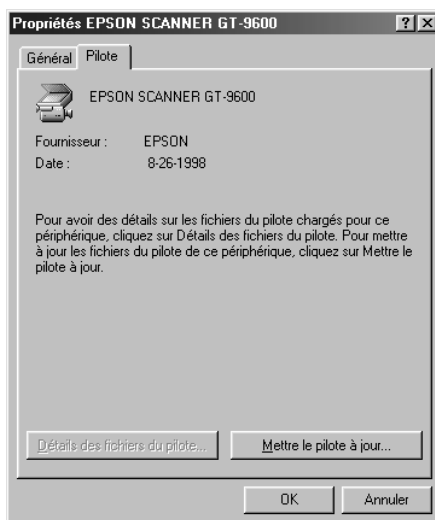 Propriétés EPSON SCANNER GT-9600
Général Pilote
EPSON SCANNER GT-9600
Fournisseur : EPSON
Date : 8-26-1998
Pour avoir des détails sur les fichiers du pilote chargés pour ce
périphérique, cliquez sur Détails des fichiers du pilote. Pour mettre
à jour les fichiers du pilote de ce périphérique, cliquez sur Mettre le
pilote à jour.
Détails des fichiers du pilote... Mettre le pilote à jour...
OK Annuler